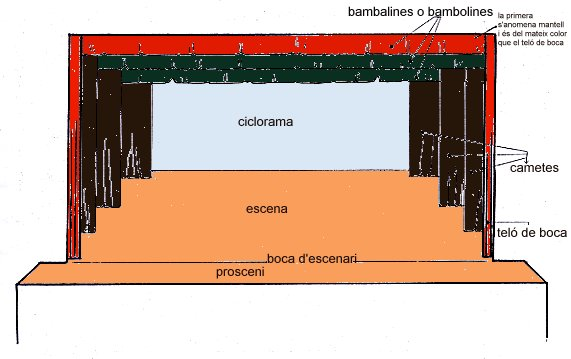 bambalines o bambolines
la primera
s'anomena mantell
i és del mateix color
que el teló de boca
ciclorama
cametes
escena
teló de boca
boca d'escenari
prosceni